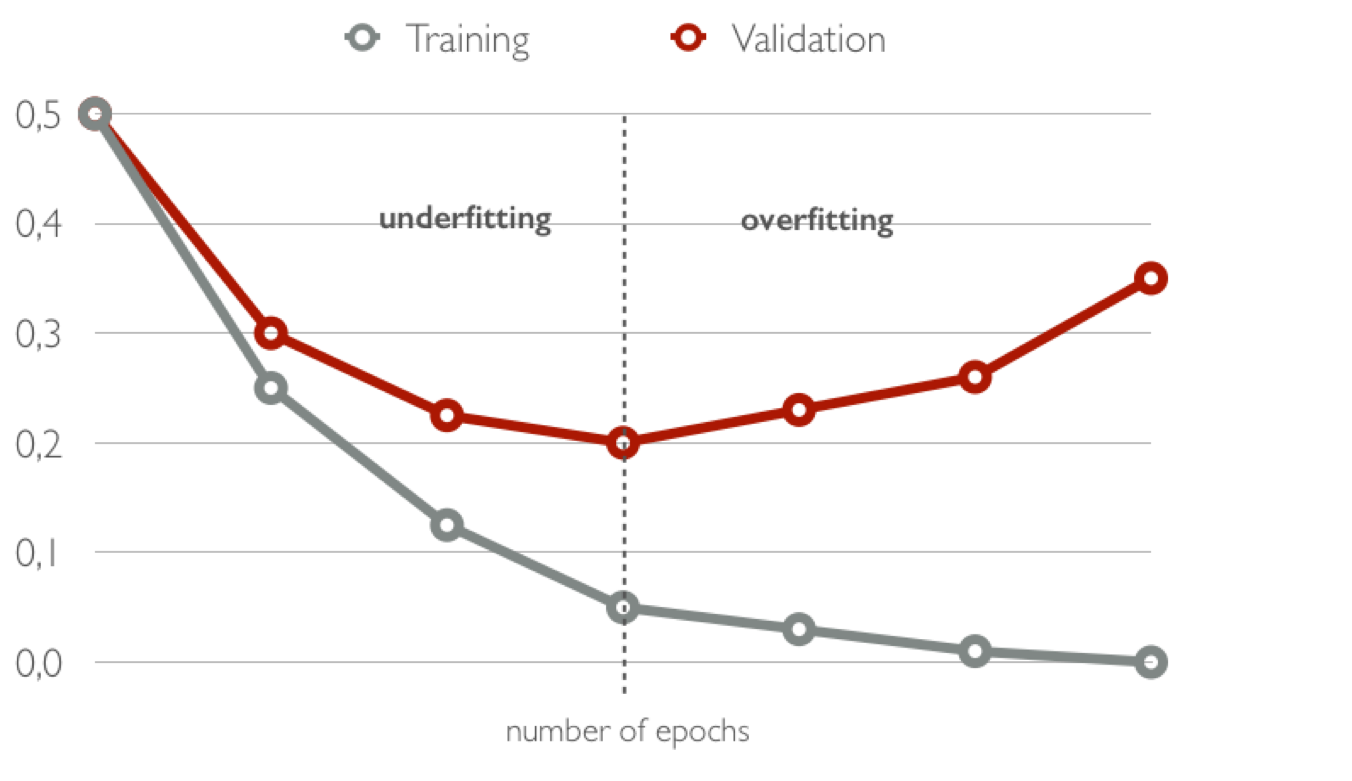 Training Validation
0,5
0,4
underfitting overfitting
0,3
0,2
0,1
0,0
number of epochs